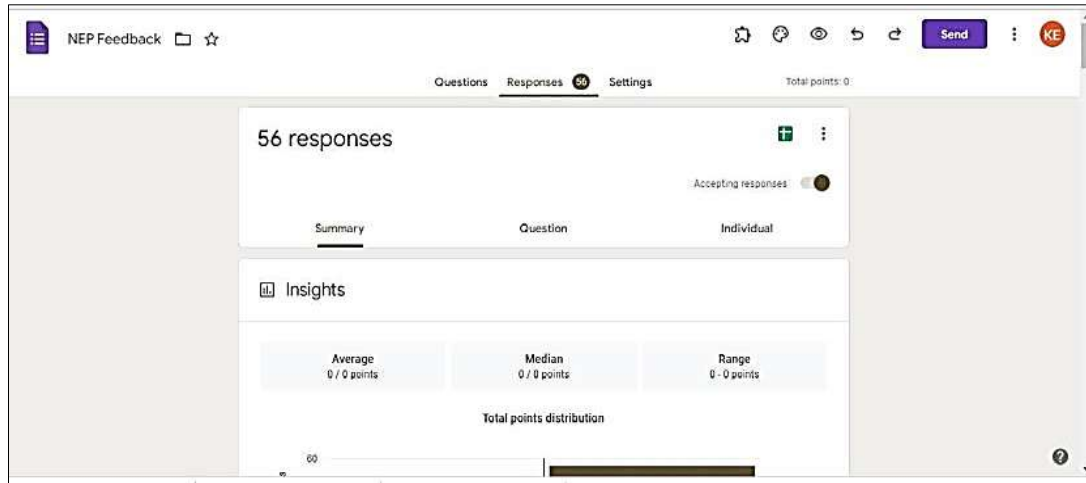 NEP Feedback
Send
KE
Questions Responses 56 Settings
Total points: 0
56 responses
Accepting responses
Summary Question Individual
Insights
Average Median Range
0 / 0 points 0 / 0 points 0 - 0 points
Total points distribution
60